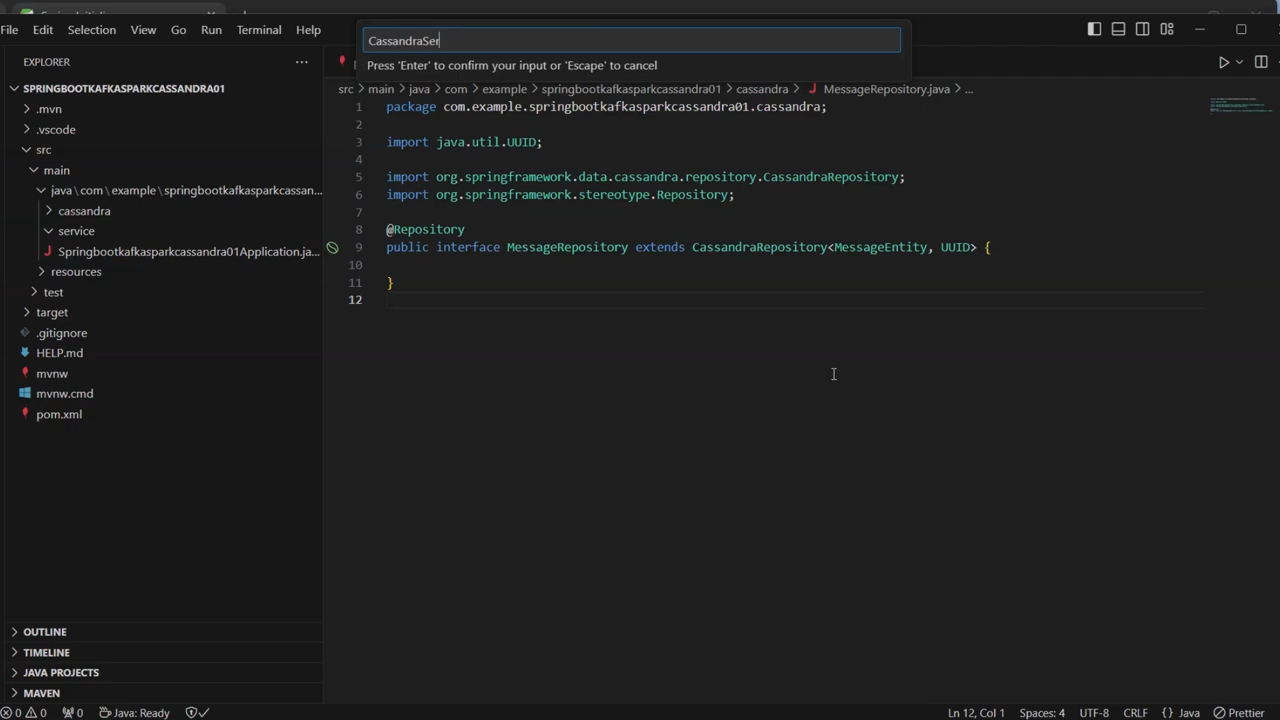 File Edit Selection View Go Run Terminal Help
CassandraSer
Press 'Enter' to confirm your input or 'Escape' to cancel
EXPLORER
SPRINGBOOTKAFKASPARKCASSANDRA01
.mvn
.vscode
src
main
java\com\example\springbootkafkasparkcassan...
cassandra
service
Springbootkafkasparkcassandra01Application.ja...
resources
test
target
.gitignore
HELP.md
mvnw
mvnw.cmd
pom.xml
OUTLINE
TIMELINE
JAVA PROJECTS
MAVEN
src > main > java > com > example > springbootkafkasparkcassandra01 > cassandra > MessageRepository.java > ...
1 package com.example.springbootkafkasparkcassandra01.cassandra;
2
3 import java.util.UUID;
4
5 import org.springframework.data.cassandra.repository.CassandraRepository;
6 import org.springframework.stereotype.Repository;
7
8 @Repository
9 public interface MessageRepository extends CassandraRepository<MessageEntity, UUID> {
10
11 }
12
0 0 0 Java: Ready
Ln 12, Col 1 Spaces: 4 UTF-8 CRLF {} Java Prettier